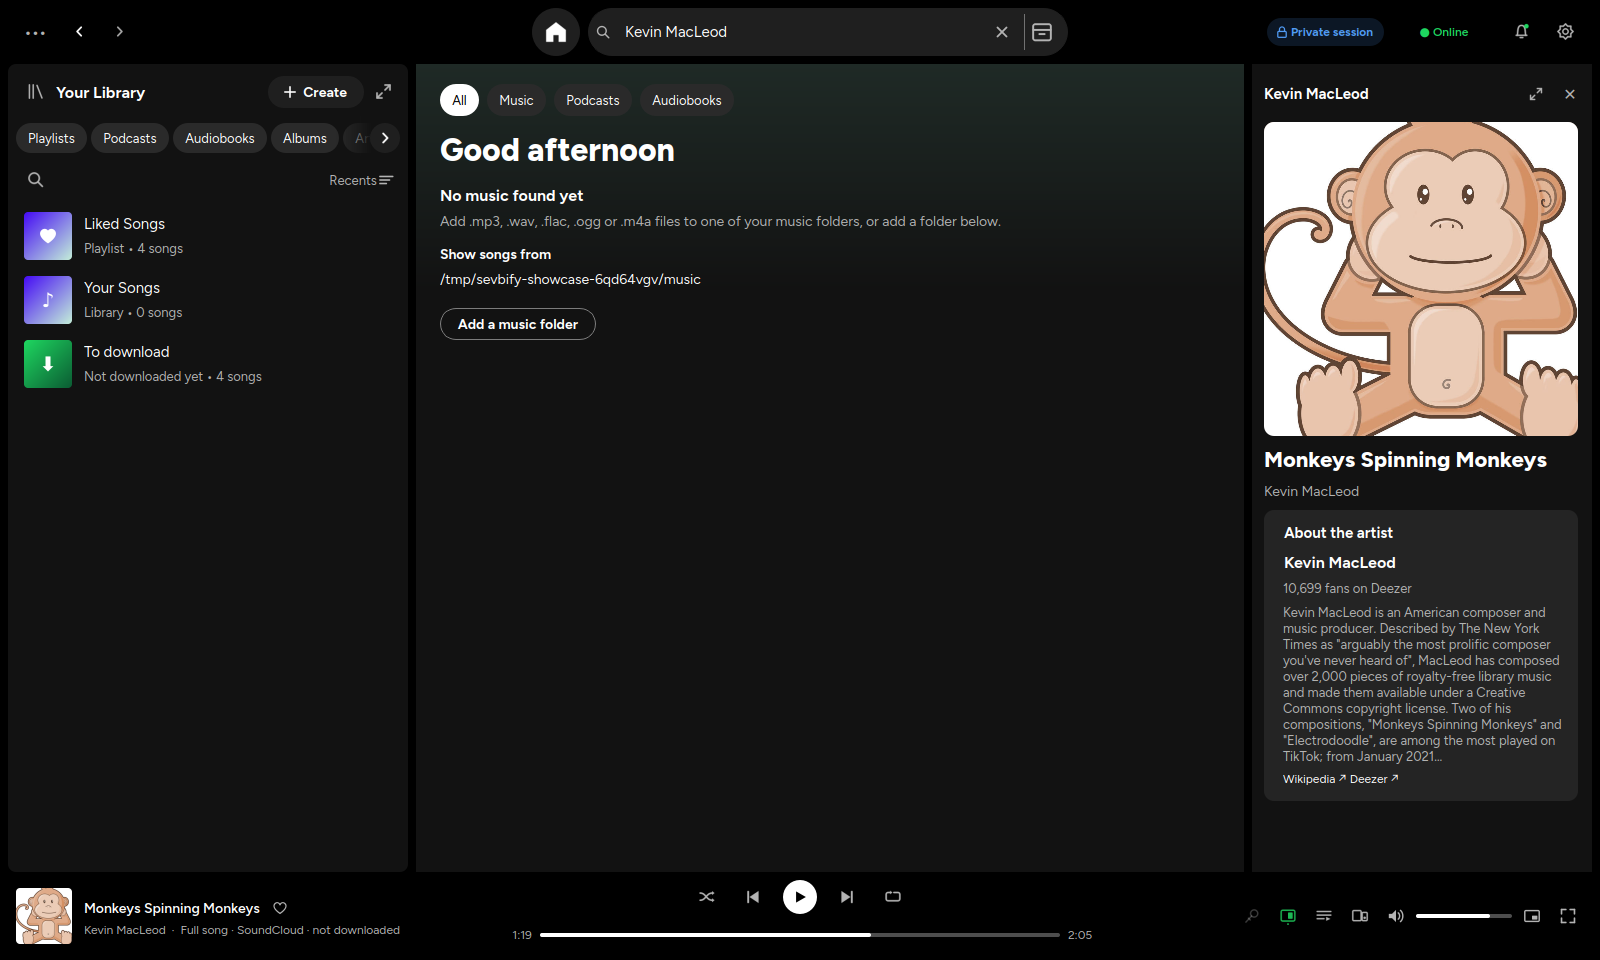 Kevin MacLeod
Private session
Online
Your Library
Create
Playlists
Podcasts
Audiobooks
Albums
Recents
Liked Songs
Playlist • 4 songs
Your Songs
Library • 0 songs
To download
Not downloaded yet • 4 songs
All
Music
Podcasts
Audiobooks
Good afternoon
No music found yet
Add .mp3, .wav, .flac, .ogg or .m4a files to one of your music folders, or add a folder below.
Show songs from
/tmp/sevbify-showcase-6qd64vgv/music
Add a music folder
Kevin MacLeod
G
Monkeys Spinning Monkeys
Kevin MacLeod
About the artist
Kevin MacLeod
10,699 fans on Deezer
Kevin MacLeod is an American composer and
music producer. Described by The New York
Times as "arguably the most prolific composer
you've never heard of", MacLeod has composed
over 2,000 pieces of royalty-free library music
and made them available under a Creative
Commons copyright license. Two of his
compositions, "Monkeys Spinning Monkeys" and
"Electrodoodle", are among the most played on
TikTok; from January 2021...
Wikipedia ↗ Deezer ↗
Monkeys Spinning Monkeys
Kevin MacLeod · Full song · SoundCloud · not downloaded
1:19
2:05